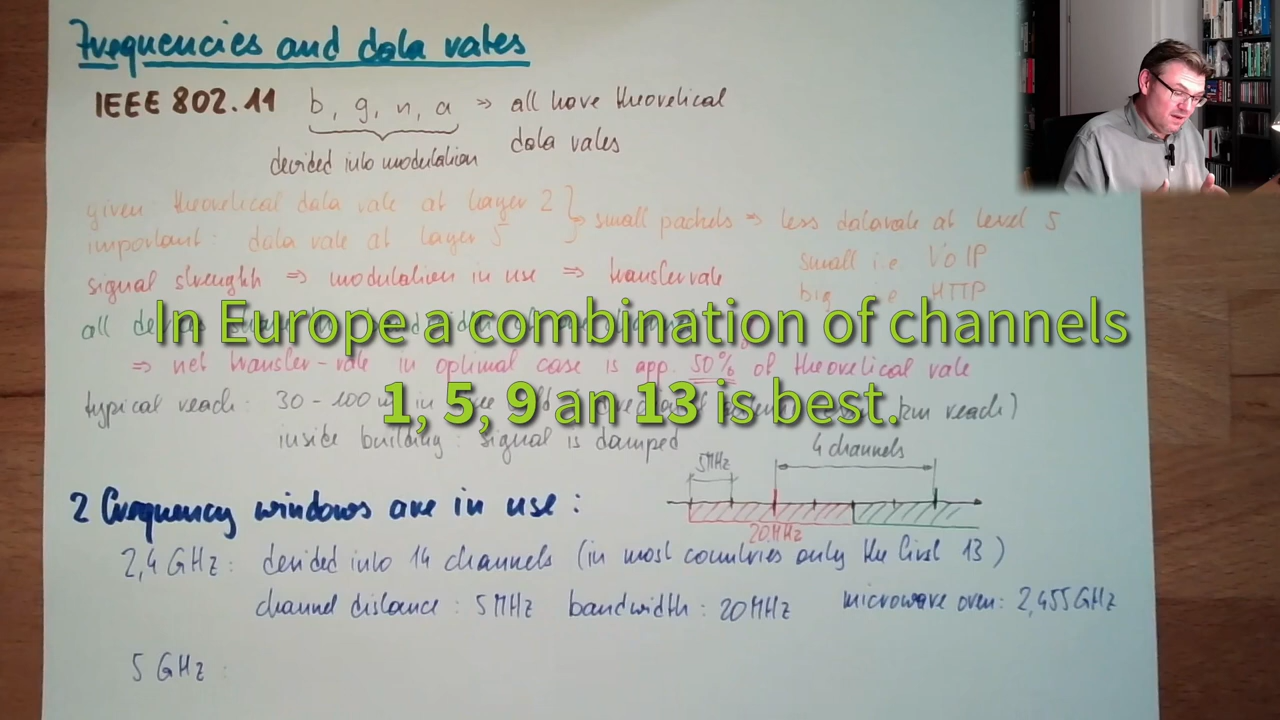 Frequencies and data rates
IEEE 802.11 b, g, n, a => all have theoretical
data rates
devided into modulation
given: theoretical data rate at layer 2
important: data rate at layer 5
=> small packets => less datarate at level 5
small i.e. VoIP
big i.e. HTTP
signal strenghh => modulation in use => transfer rate
all
In Europe a combination of channels
=> net transfer-rate in optimal case is app. 50% of theoretical rate
1, 5, 9 an 13 is best.
typical reach: 30 - 100 m in reach)
inside building: signal is damped
5MHz
4 channels
20MHz
2 frequency windows are in use:
2,4 GHz: devided into 14 channels (in most countries only the first 13)
channel distance: 5MHz bandwidth: 20MHz microwave oven: 2,455GHz
5 GHz: